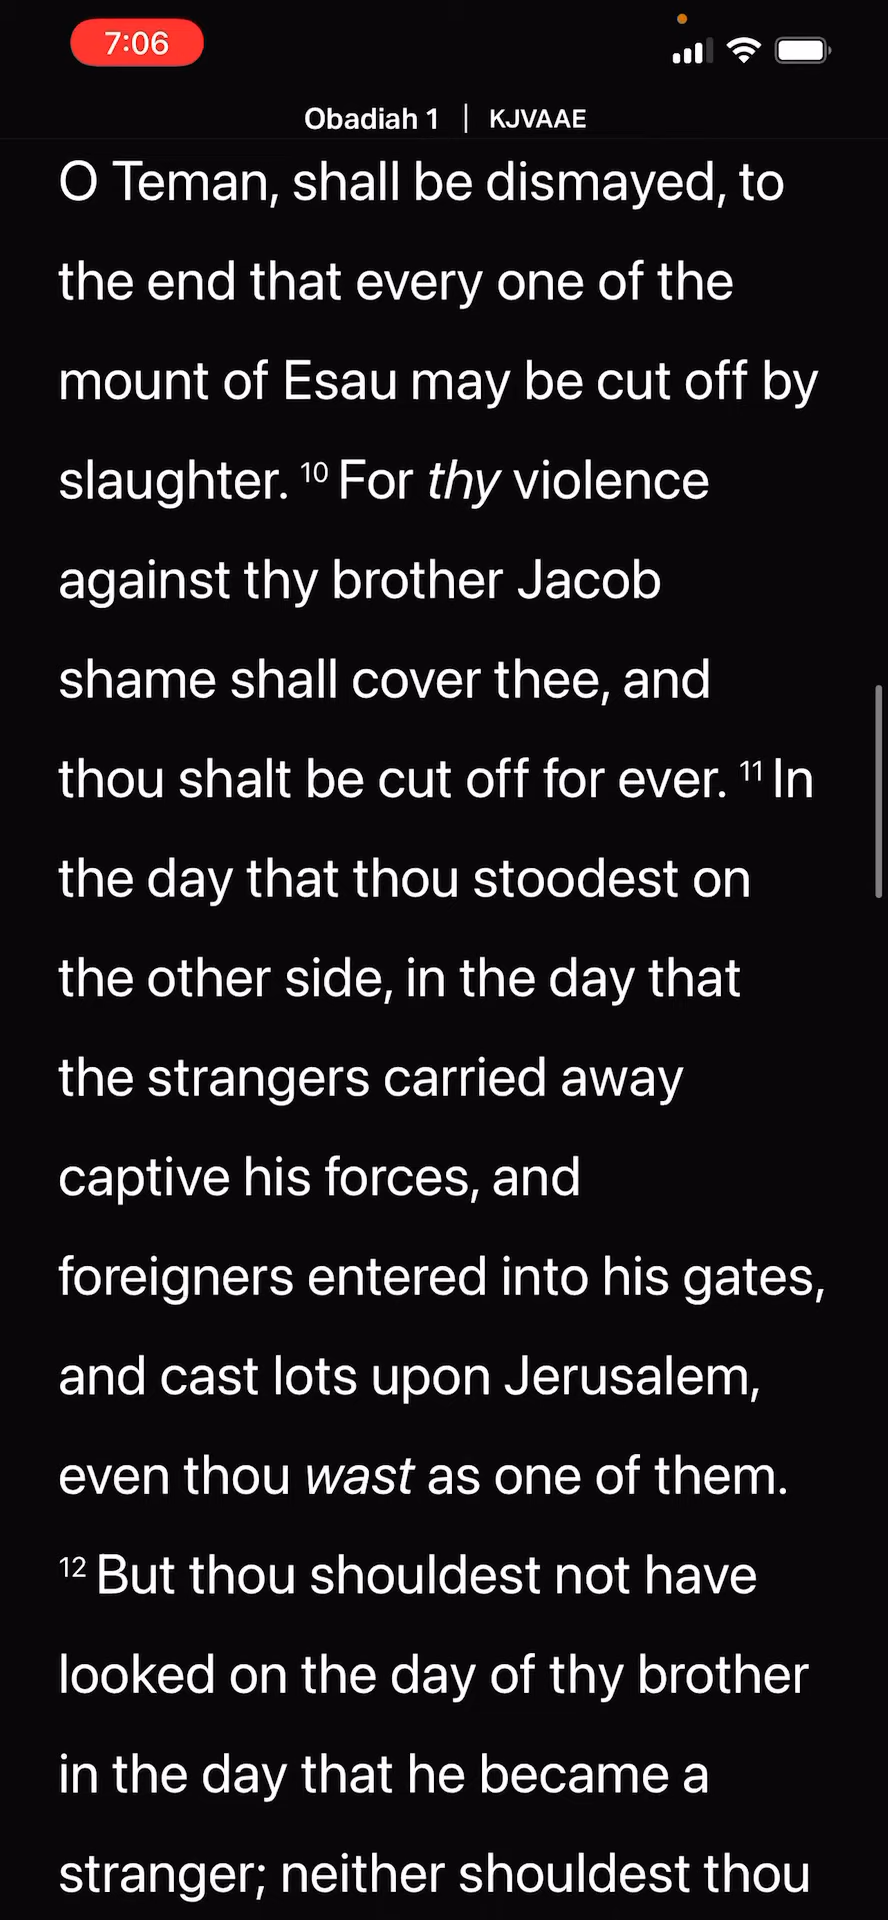 7:06
Obadiah 1 | KJVAAE
O Teman, shall be dismayed, to
the end that every one of the
mount of Esau may be cut off by
slaughter. 10 For thy violence
against thy brother Jacob
shame shall cover thee, and
thou shalt be cut off for ever. 11 In
the day that thou stoodest on
the other side, in the day that
the strangers carried away
captive his forces, and
foreigners entered into his gates,
and cast lots upon Jerusalem,
even thou wast as one of them.
12 But thou shouldest not have
looked on the day of thy brother
in the day that he became a
stranger; neither shouldest thou